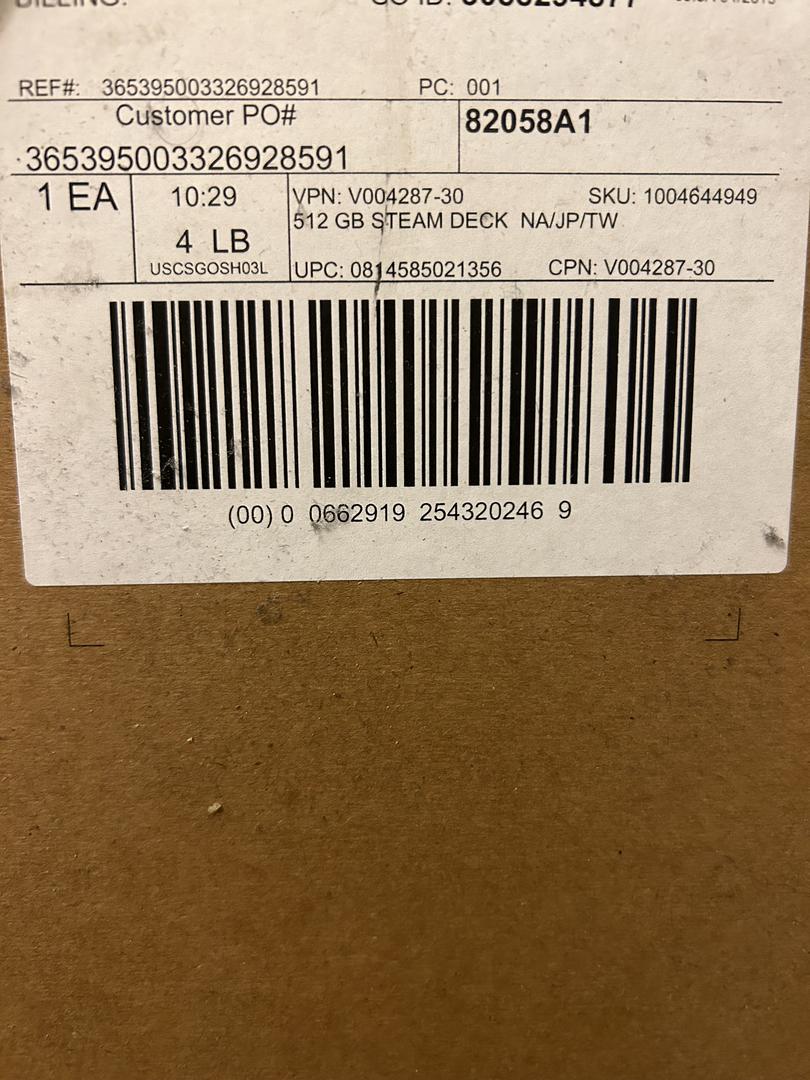 BILLING:
REF#: 365395003326928591 PC: 001
Customer PO#
82058A1
365395003326928591
1 EA
10:29
4 LB
USCSGOSH03L
VPN: V004287-30 SKU: 1004644949
512 GB STEAM DECK NA/JP/TW
UPC: 0814585021356 CPN: V004287-30
(00) 0 0662919 254320246 9